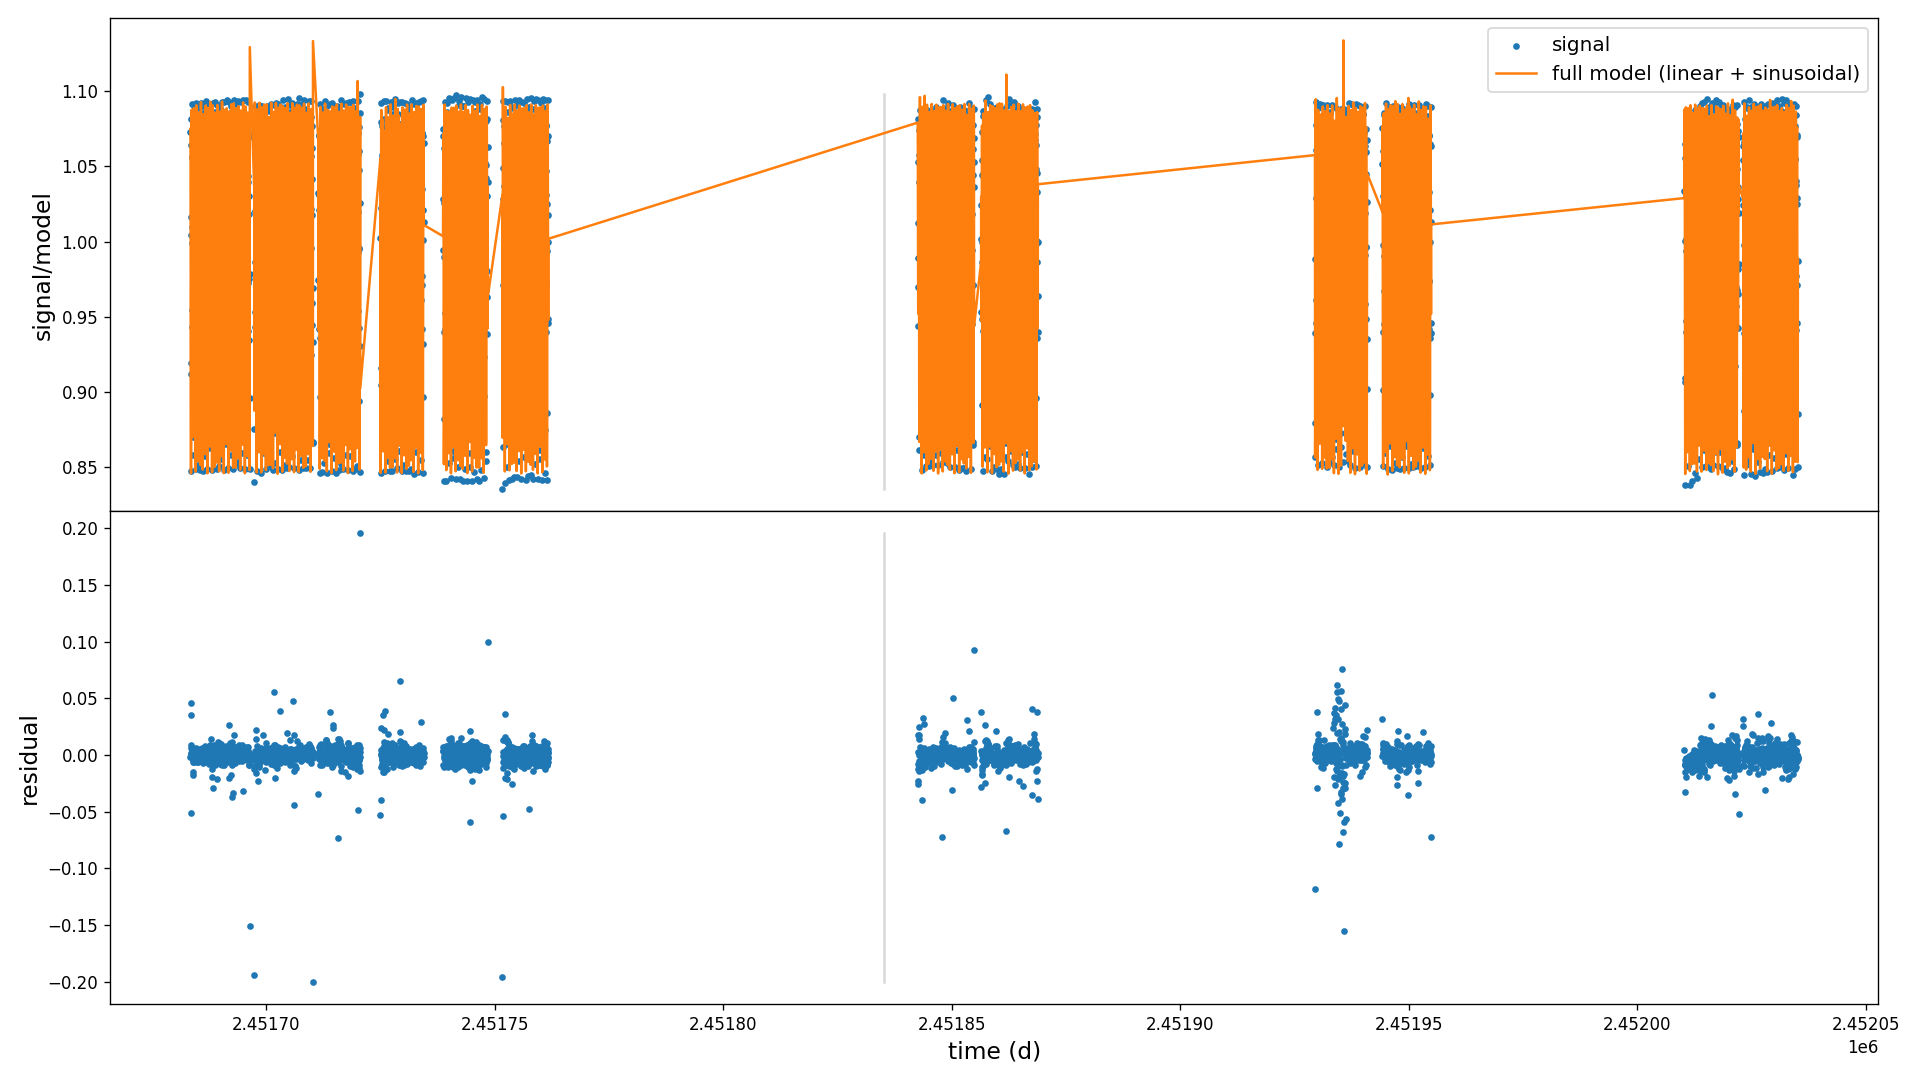 signal
full model (linear + sinusoidal)
1.10
1.05
1.00
0.95
0.90
0.85
signal/model
0.20
0.15
0.10
0.05
0.00
−0.05
−0.10
−0.15
−0.20
residual
2.45170 2.45175 2.45180 2.45185 2.45190 2.45195 2.45200 2.45205
1e6
time (d)